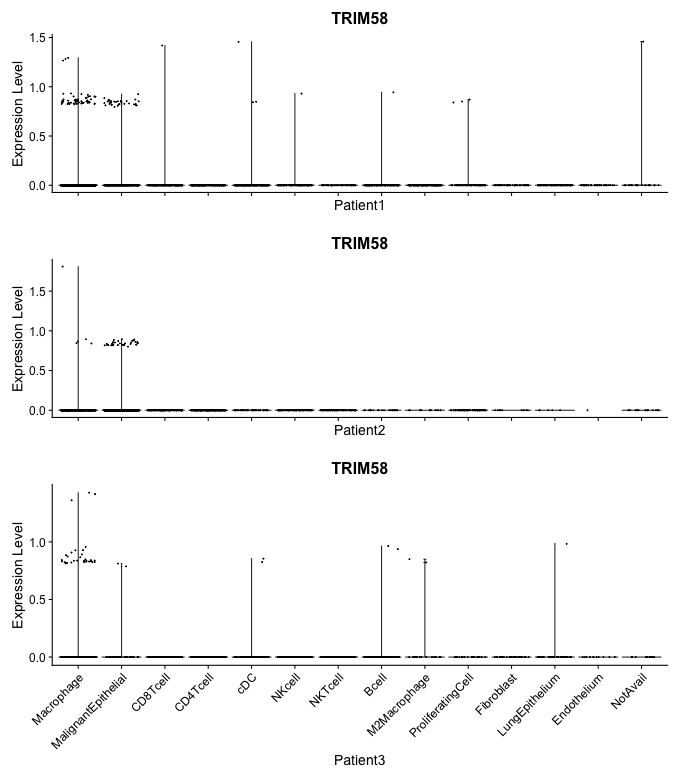 TRIM58
Expression Level
1.5
1.0
0.5
0.0
Patient1
TRIM58
Expression Level
1.5
1.0
0.5
0.0
Patient2
TRIM58
Expression Level
1.0
0.5
0.0
Macrophage
MalignantEpithelial
CD8Tcell
CD4Tcell
cDC
NKcell
NKTcell
Bcell
M2Macrophage
ProliferatingCell
Fibroblast
LungEpithelium
Endothelium
NotAvail
Patient3